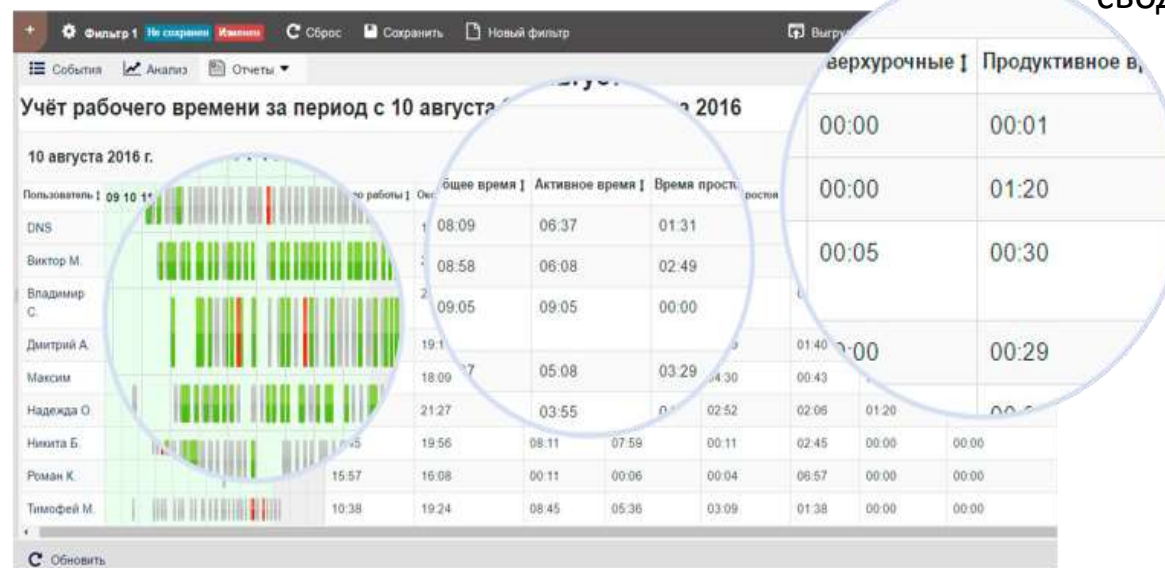 свод
+ Фильтр 1 Не сохранен Изменен Сброс Сохранить Новый фильтр
События Анализ Отчеты
Учёт рабочего времени за период с 10 августа 2016
10 августа 2016 г.
Пользователь 09 10 работы бщее время Активное время Время прост простоя верхурочные Продуктивное в
DNS 08:09 06:37 01:31 00:00 00:01
Виктор М. 08:58 06:08 02:49 00:00 01:20
Владимир
С. 09:05 09:05 00:00 00:05 00:30
Дмитрий А. 05:08 03:29 01:40 00:29
Максим 18:09 03:55 04:30 00:43
Надежда О 21:27 02:52 02:06 01:20
Никита Б. 19:56 08:11 07:59 00:11 02:45 00:00 00:00
Роман К. 15:57 16:08 00:11 00:06 00:04 06:57 00:00 00:00
Тимофей М. 10:38 19:24 08:45 05:36 03:09 01:38 00:00 00:00
Обновить